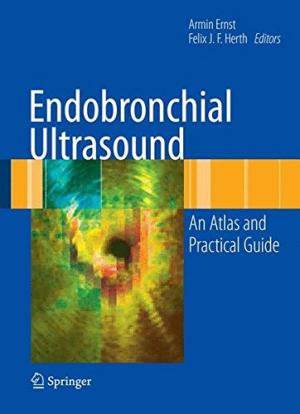 Armin Ernst
Felix J. F. Herth Editors
Endobronchial
Ultrasound
An Atlas and
Practical Guide
Springer